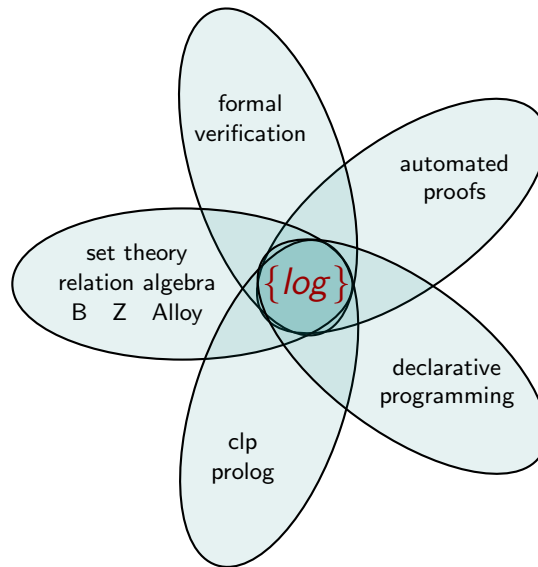 formal
verification
automated
proofs
set theory
relation algebra
B Z Alloy
{log}
declarative
programming
clp
prolog